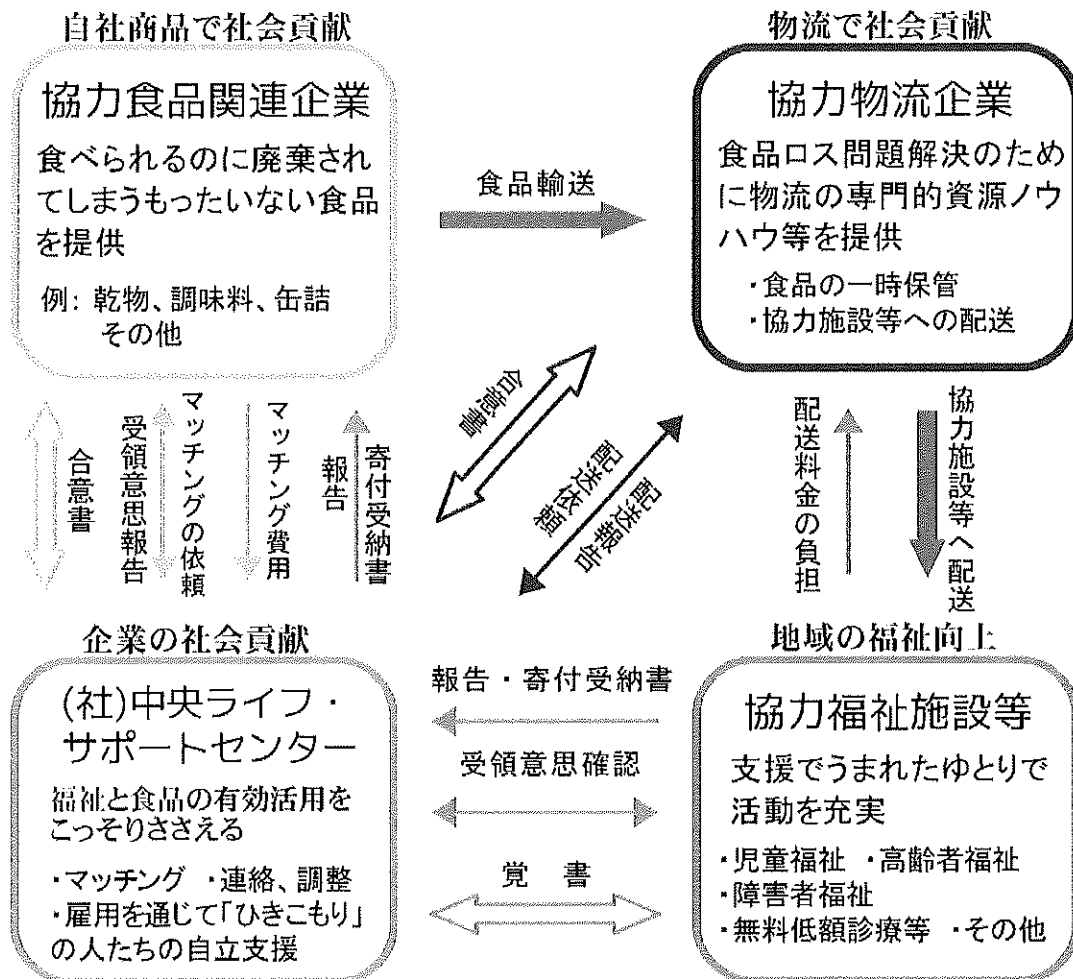 自社商品で社会貢献
協力食品関連企業
食べられるのに廃棄され
てしまうもったいない食品
を提供
例: 乾物、調味料、缶詰
その他
食品輸送
物流で社会貢献
協力物流企業
食品ロス問題解決のため
に物流の専門的資源ノウ
ハウ等を提供
・食品の一時保管
・協力施設等への配送
合意書
受領意思報告
マッチングの依頼
マッチング費用
報告
寄付受納書
合意書
配送依頼
配送報告
配送料金の負担
協力施設等へ配送
企業の社会貢献
(社)中央ライフ・
サポートセンター
福祉と食品の有効活用を
こっそりささえる
・マッチング ・連絡、調整
・雇用を通じて「ひきこもり」
の人たちの自立支援
報告・寄付受納書
受領意思確認
覚 書
地域の福祉向上
協力福祉施設等
支援でうまれたゆとりで
活動を充実
・児童福祉 ・高齢者福祉
・障害者福祉
・無料低額診療等 ・その他